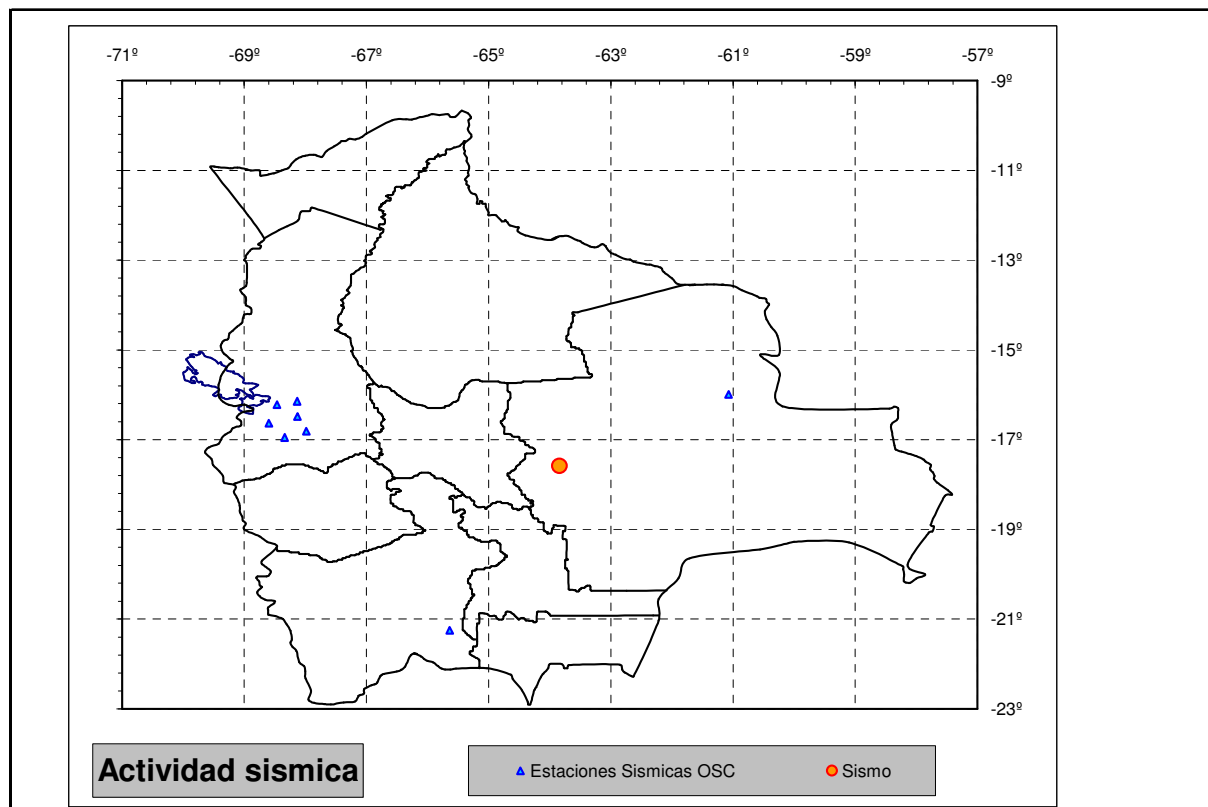 -71º -69º -67º -65º -63º -61º -59º -57º
-9º
-11º
-13º
-15º
-17º
-19º
-21º
-23º
Actividad sismica
Estaciones Sismicas OSC
Sismo